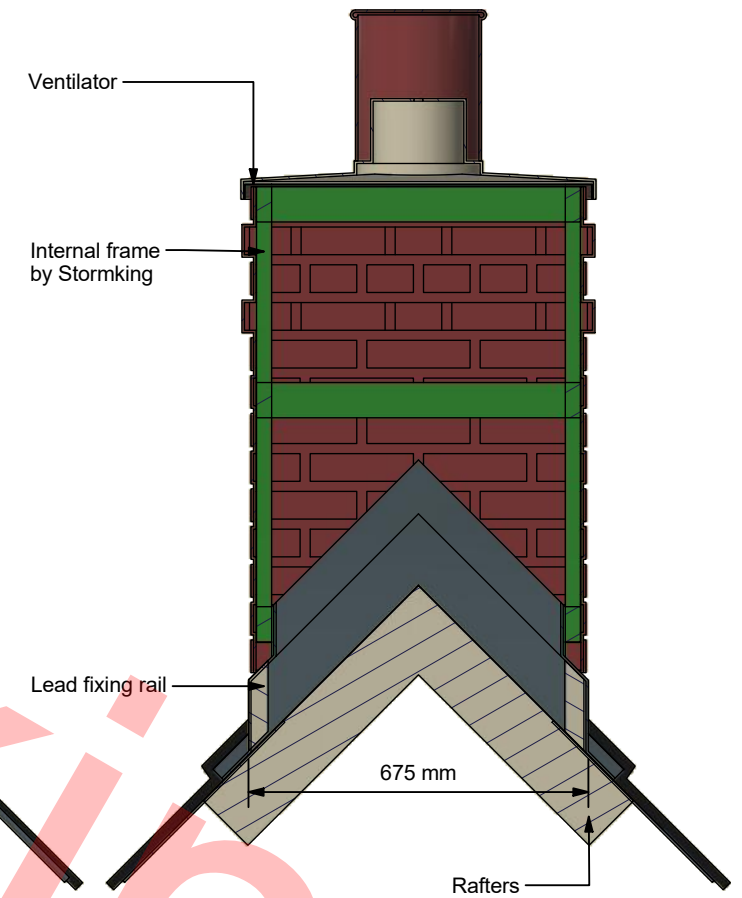 Ventilator
Internal frame
by Stormking
Lead fixing rail
675 mm
Rafters